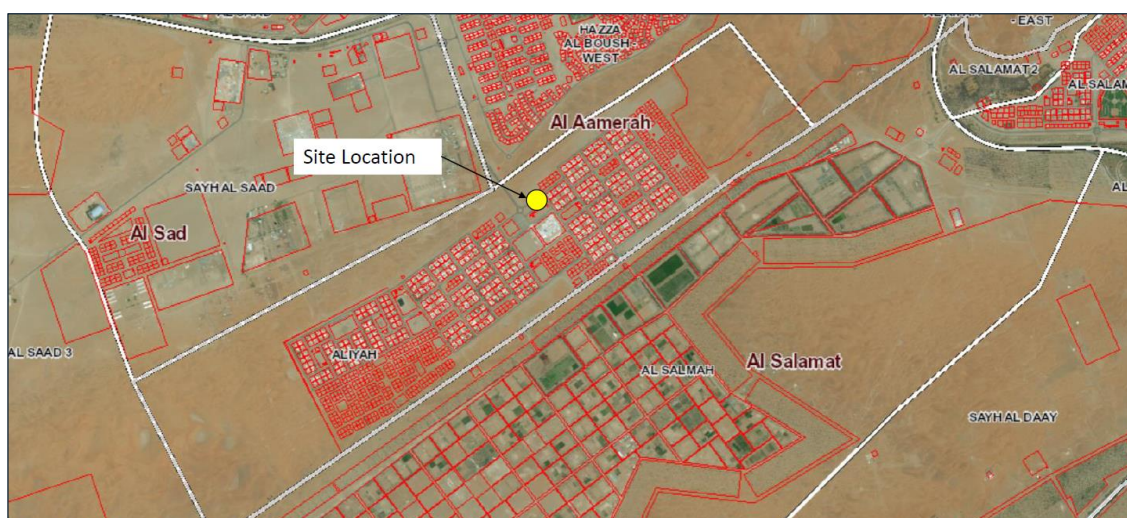 HAZZA
AL BOUSH -
WEST
- EAST
AL SALAMAT 2
AL SALAM
Al Aamerah
Site Location
SAYH AL SAAD
Al Sad
AL SAAD 3
ALIYAH
AL SALMAH
Al Salamat
SAYH AL DAAY